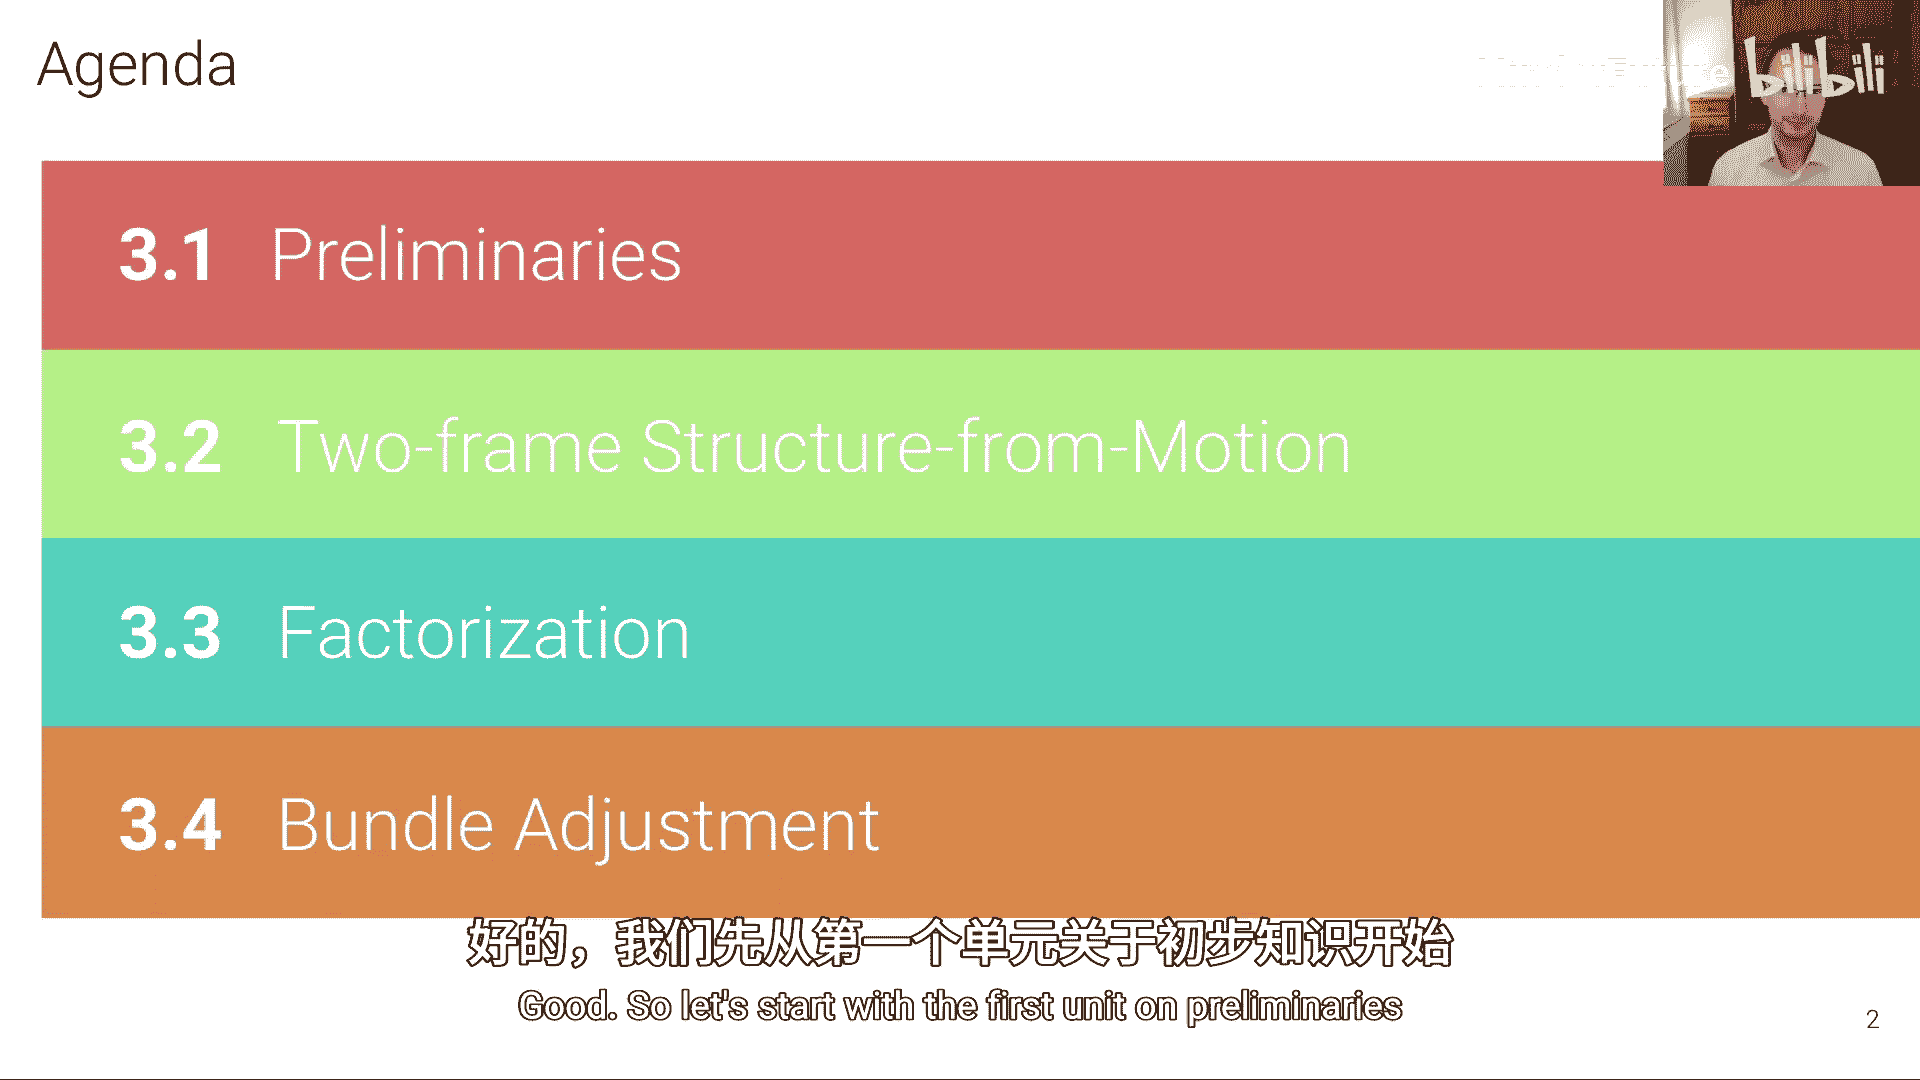 Agenda
bilibili
3.1 Preliminaries
3.2 Two-frame Structure-from-Motion
3.3 Factorization
3.4 Bundle Adjustment
好的，我们先从第一个单元关于初步知识开始
Good. So let's start with the first unit on preliminaries
2